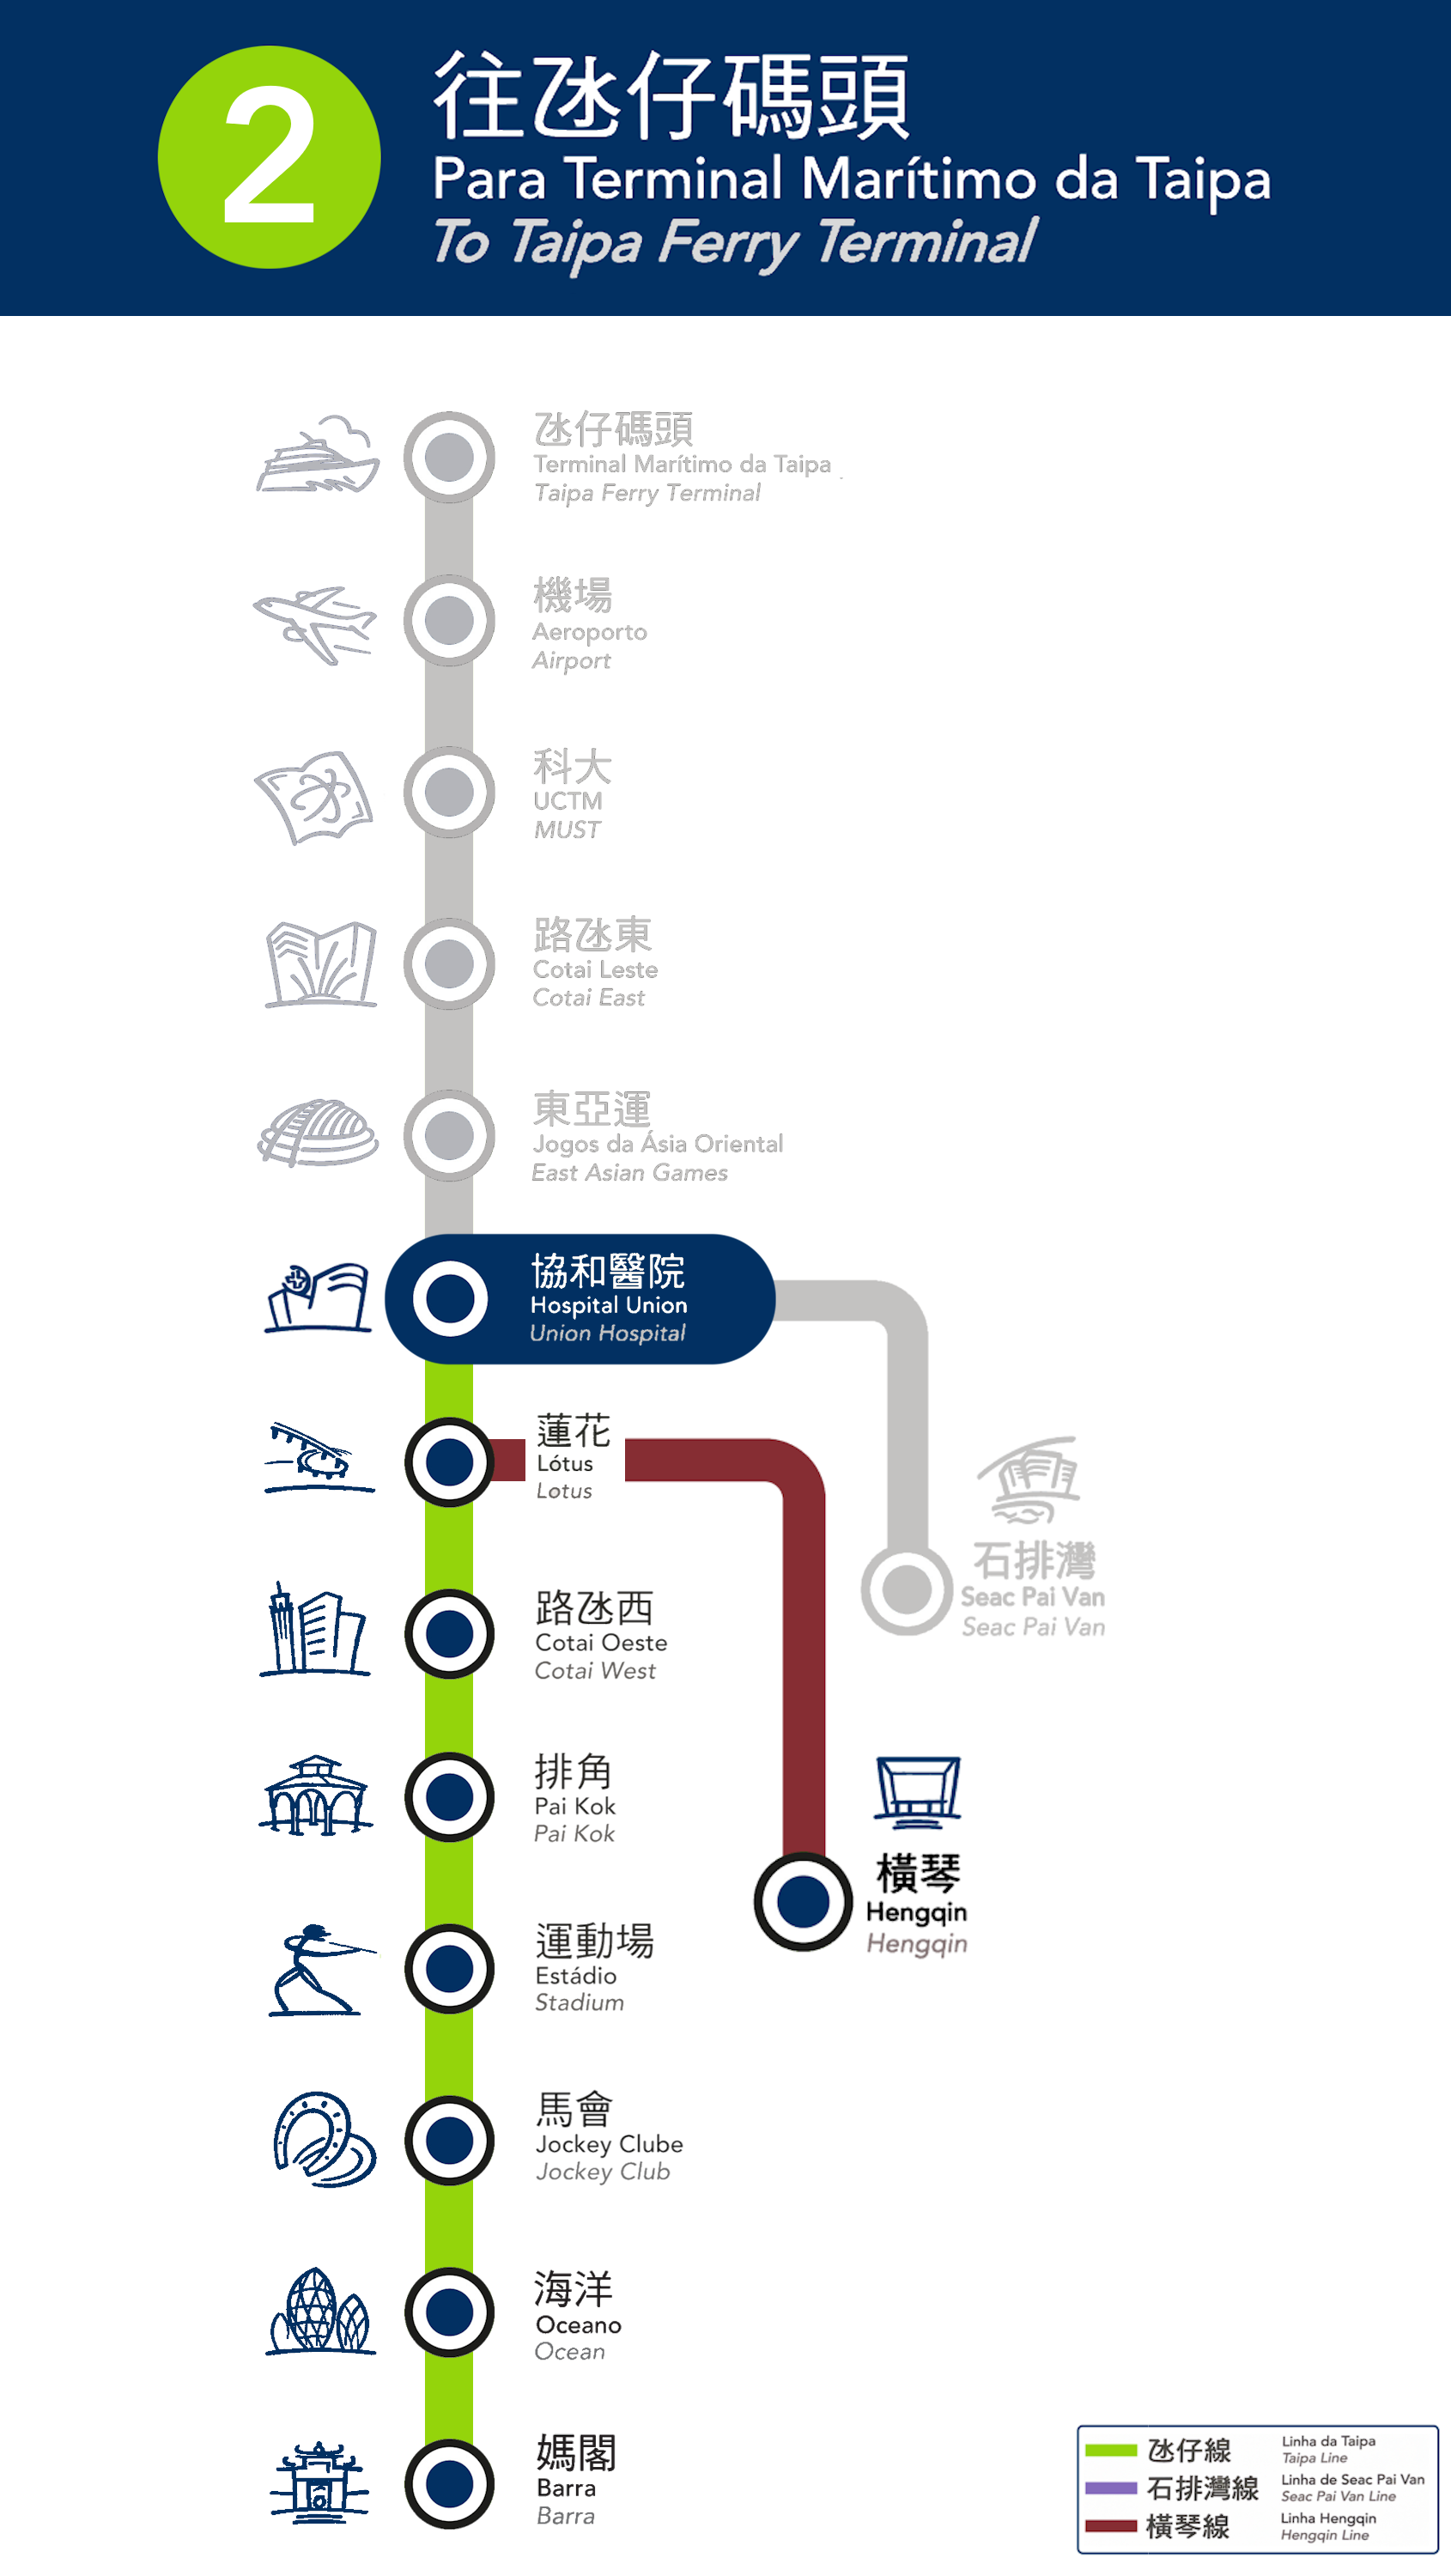 2
往氹仔碼頭
Para Terminal Marítimo da Taipa
To Taipa Ferry Terminal
氹仔碼頭
Terminal Marítimo da Taipa
Taipa Ferry Terminal
機場
Aeroporto
Airport
科大
UCTM
MUST
路氹東
Cotai Leste
Cotai East
東亞運
Jogos da Ásia Oriental
East Asian Games
協和醫院
Hospital Union
Union Hospital
蓮花
Lótus
Lotus
石排灣
Seac Pai Van
Seac Pai Van
路氹西
Cotai Oeste
Cotai West
排角
Pai Kok
Pai Kok
橫琴
Hengqin
Hengqin
運動場
Estádio
Stadium
馬會
Jockey Clube
Jockey Club
海洋
Oceano
Ocean
媽閣
Barra
Barra
氹仔線
Linha da Taipa
Taipa Line
石排灣線
Linha de Seac Pai Van
Seac Pai Van Line
橫琴線
Linha Hengqin
Hengqin Line